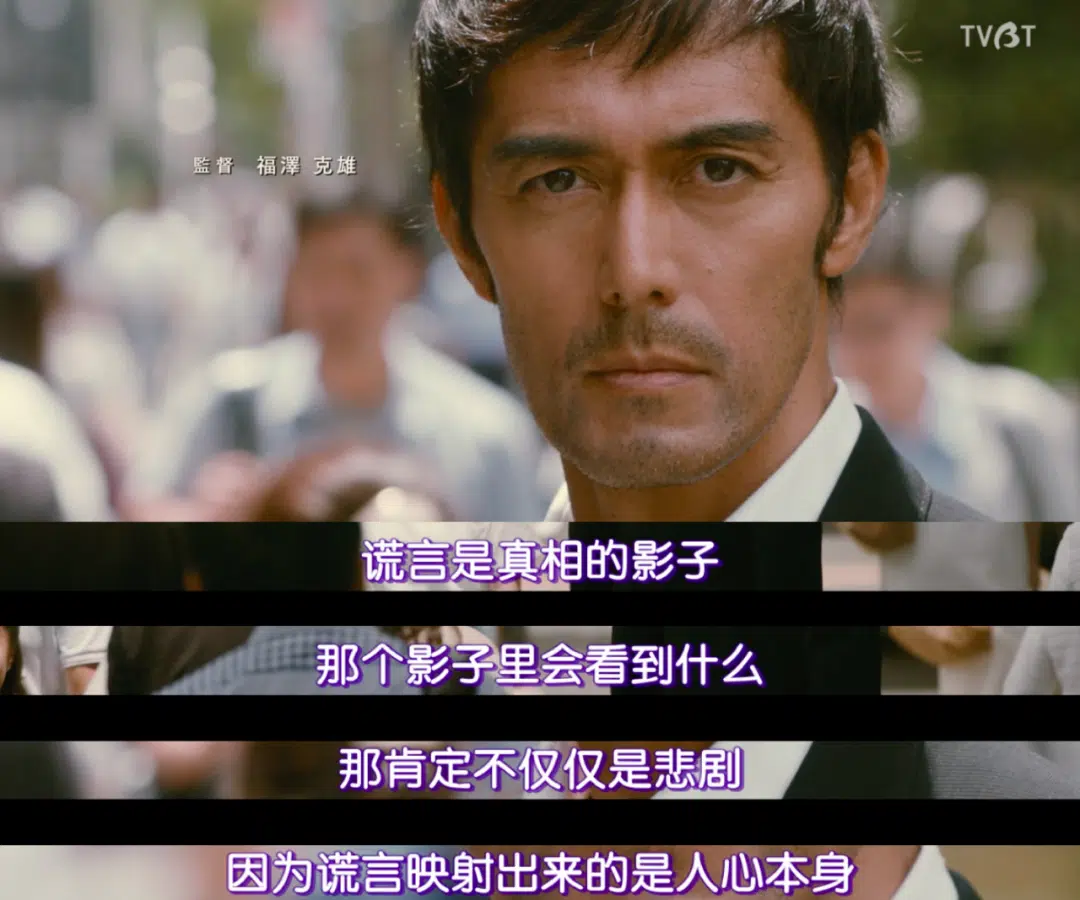 TVBT
監督 福澤 克雄
谎言是真相的影子
那个影子里会看到什么
那肯定不仅仅是悲剧
因为谎言映射出来的是人心本身